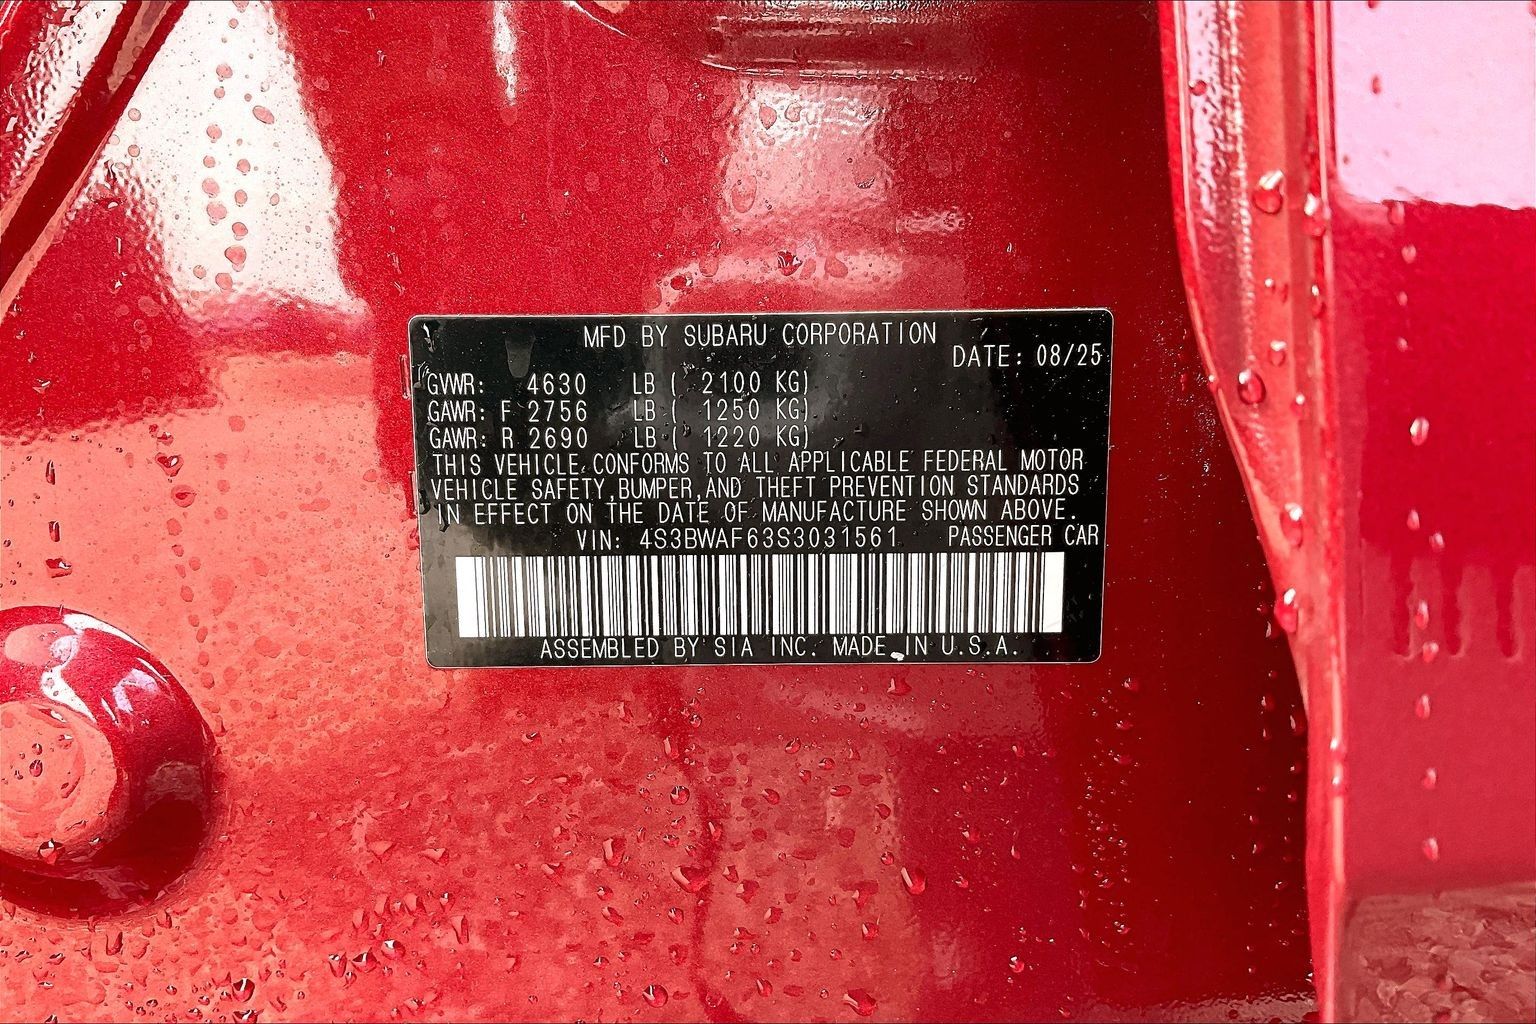 MFD BY SUBARU CORPORATION
DATE: 08/25
GVWR: 4630 LB ( 2100 KG)
GAWR: F 2756 LB ( 1250 KG)
GAWR: R 2690 LB ( 1220 KG)
THIS VEHICLE CONFORMS TO ALL APPLICABLE FEDERAL MOTOR
VEHICLE SAFETY,BUMPER,AND THEFT PREVENTION STANDARDS
IN EFFECT ON THE DATE OF MANUFACTURE SHOWN ABOVE.
VIN: 4S3BWAF63S3031561 PASSENGER CAR
ASSEMBLED BY SIA INC. MADE IN U.S.A.